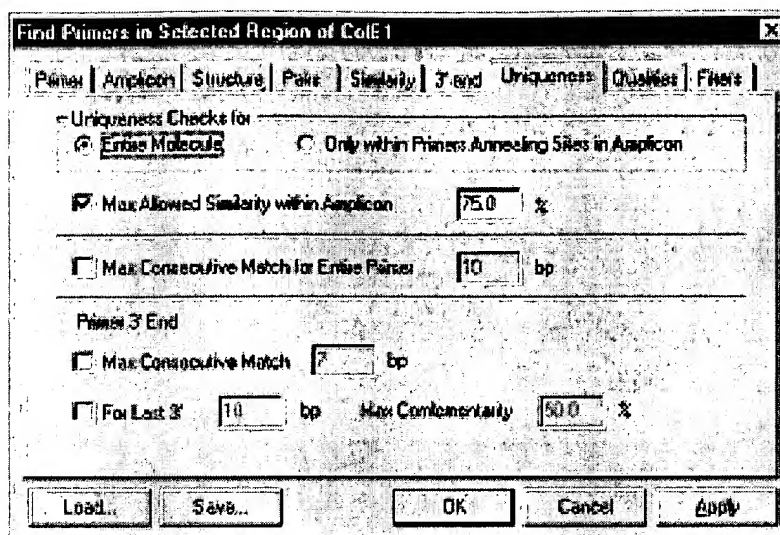 Find Primers in Selected Region of ColE1
Primer Amplicon Structure Pairs Similarity 3' end Uniqueness Qualities Filters
Uniqueness Checks for
Entire Molecule Only within Primers Annealing Sites in Amplicon
Max Allowed Similarity within Amplicon 75.0 %
Max Consecutive Match for Entire Primer 10 bp
Primer 3' End
Max Consecutive Match 7 bp
For Last 3' 10 bp Max Comlementarity 50.0 %
Load... Save... OK Cancel Apply